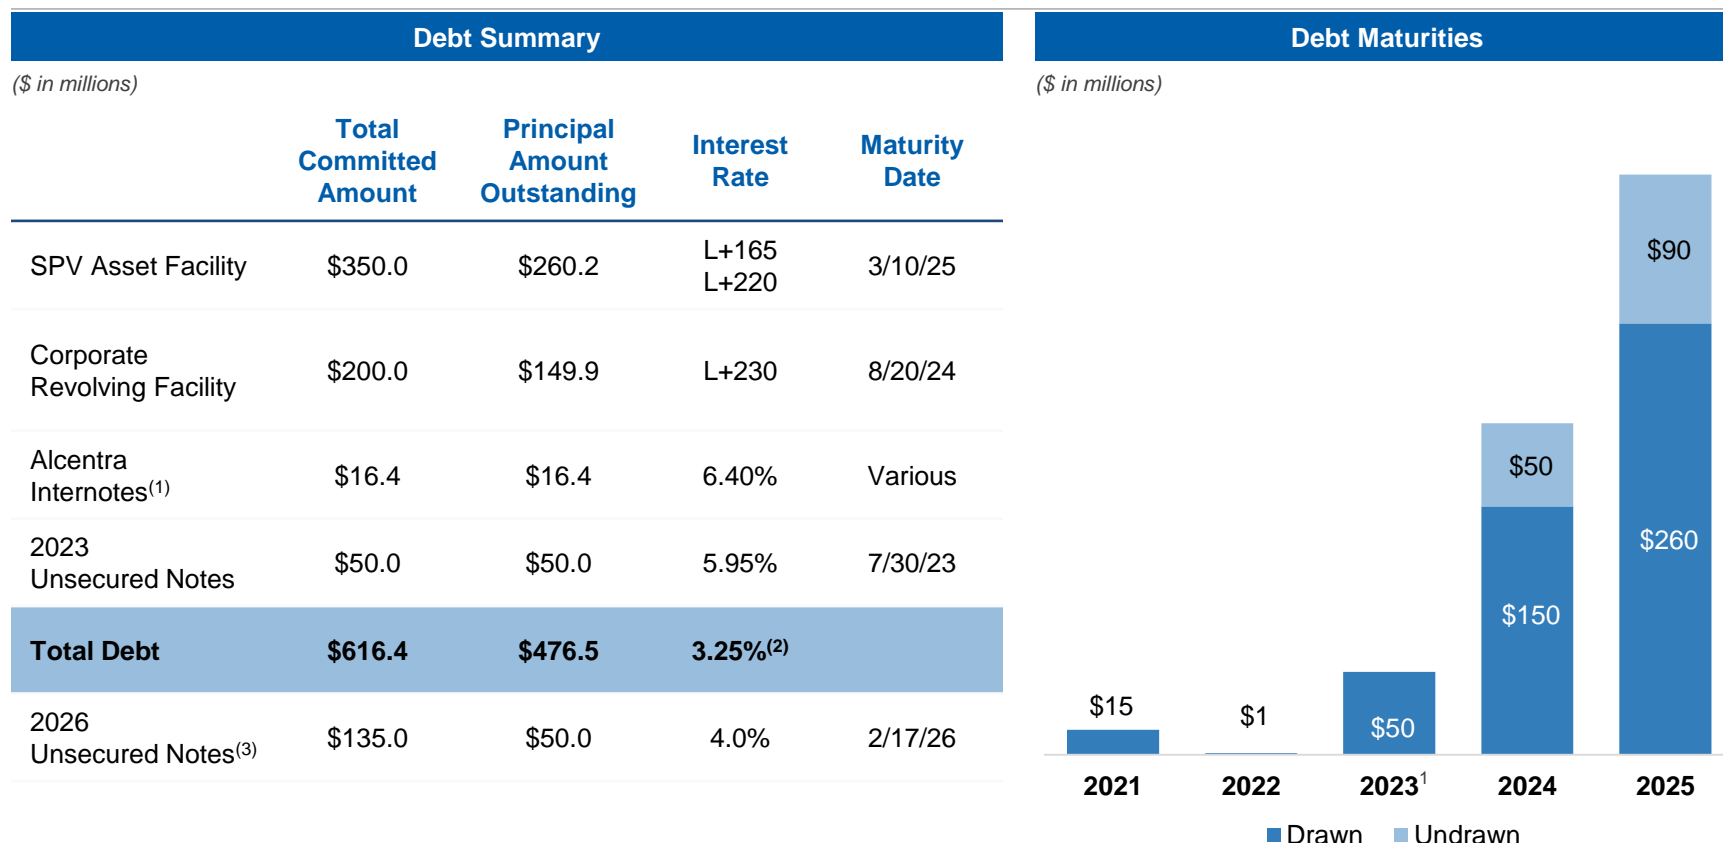 Debt Summary
($ in millions)
Total Committed Amount
Principal Amount Outstanding
Interest Rate
Maturity Date
SPV Asset Facility $350.0 $260.2 L+165 L+220 3/10/25
Corporate Revolving Facility $200.0 $149.9 L+230 8/20/24
Alcentra Internotes(1) $16.4 $16.4 6.40% Various
2023 Unsecured Notes $50.0 $50.0 5.95% 7/30/23
Total Debt $616.4 $476.5 3.25%(2)
2026 Unsecured Notes(3) $135.0 $50.0 4.0% 2/17/26
Debt Maturities
($ in millions)
$90
$50
$260
$150
$15
$1
$50
2021 2022 20231 2024 2025
Drawn Undrawn